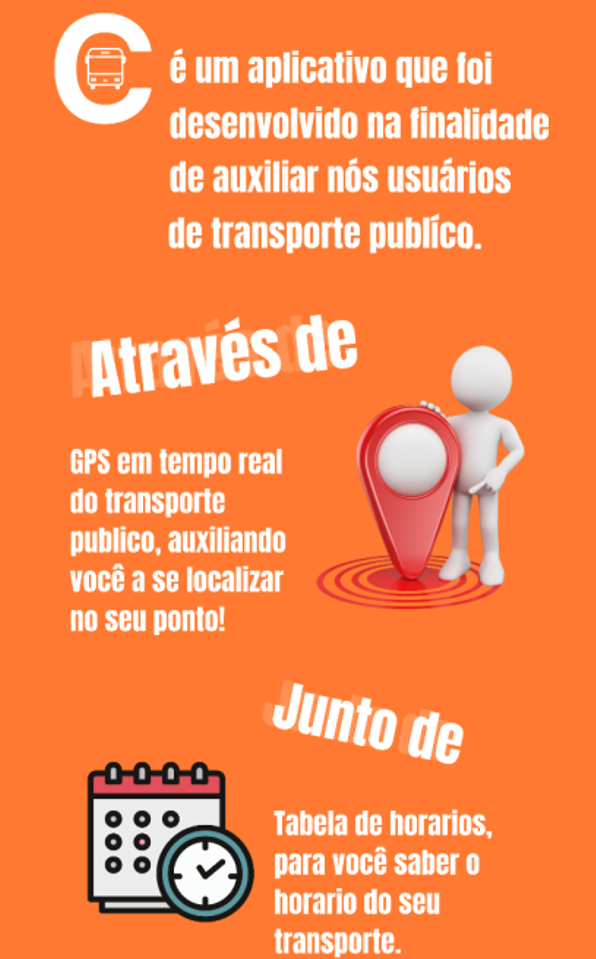 C é um aplicativo que foi
desenvolvido na finalidade
de auxiliar nós usuários
de transporte publíco.
Através de
GPS em tempo real
do transporte
publico, auxiliando
você a se localizar
no seu ponto!
Junto de
Tabela de horarios,
para você saber o
horario do seu
transporte.